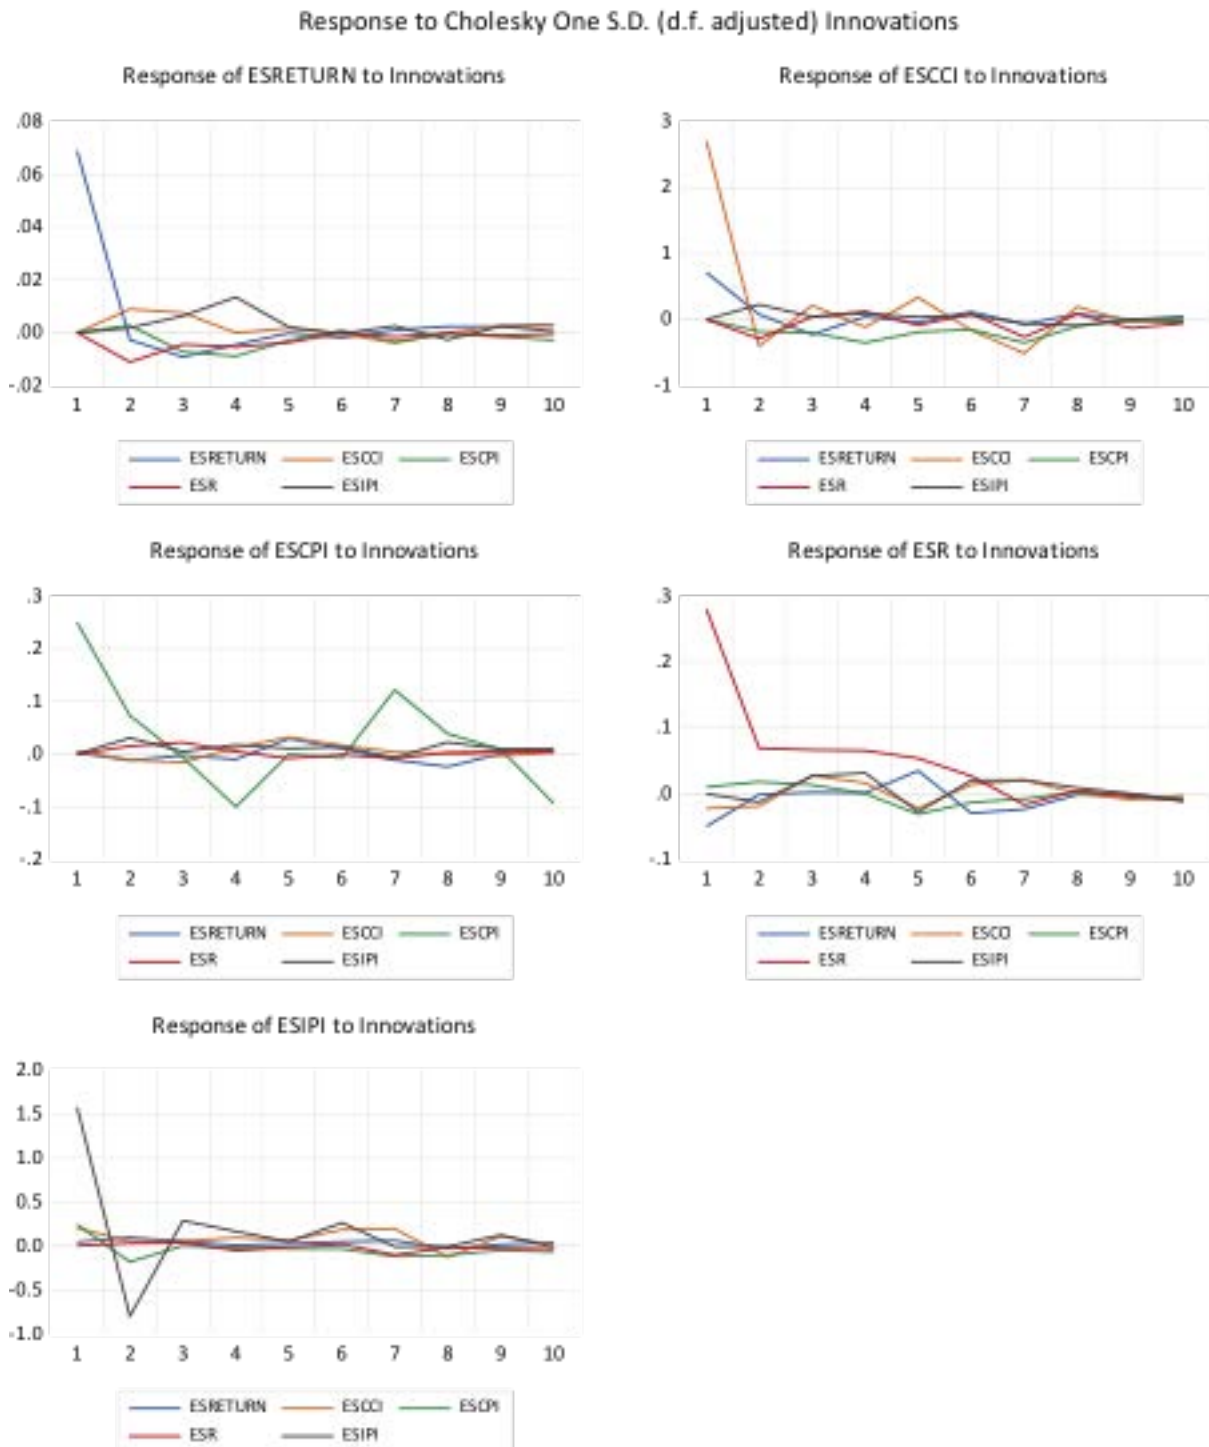 Response to Cholesky One S.D. (d.f. adjusted) Innovations
Response of ESRETURN to Innovations
.08
.06
.04
.02
.00
-.02
1 2 3 4 5 6 7 8 9 10
ESRETURN ESCCI ESCPI
ESR ESIPI
Response of ESCCI to Innovations
3
2
1
0
-1
1 2 3 4 5 6 7 8 9 10
ESRETURN ESCCI ESCPI
ESR ESIPI
Response of ESCPI to Innovations
.3
.2
.1
.0
-.1
-.2
1 2 3 4 5 6 7 8 9 10
ESRETURN ESCCI ESCPI
ESR ESIPI
Response of ESR to Innovations
.3
.2
.1
.0
-.1
1 2 3 4 5 6 7 8 9 10
ESRETURN ESCCI ESCPI
ESR ESIPI
Response of ESIPI to Innovations
2.0
1.5
1.0
0.5
0.0
-0.5
-1.0
1 2 3 4 5 6 7 8 9 10
ESRETURN ESCCI ESCPI
ESR ESIPI